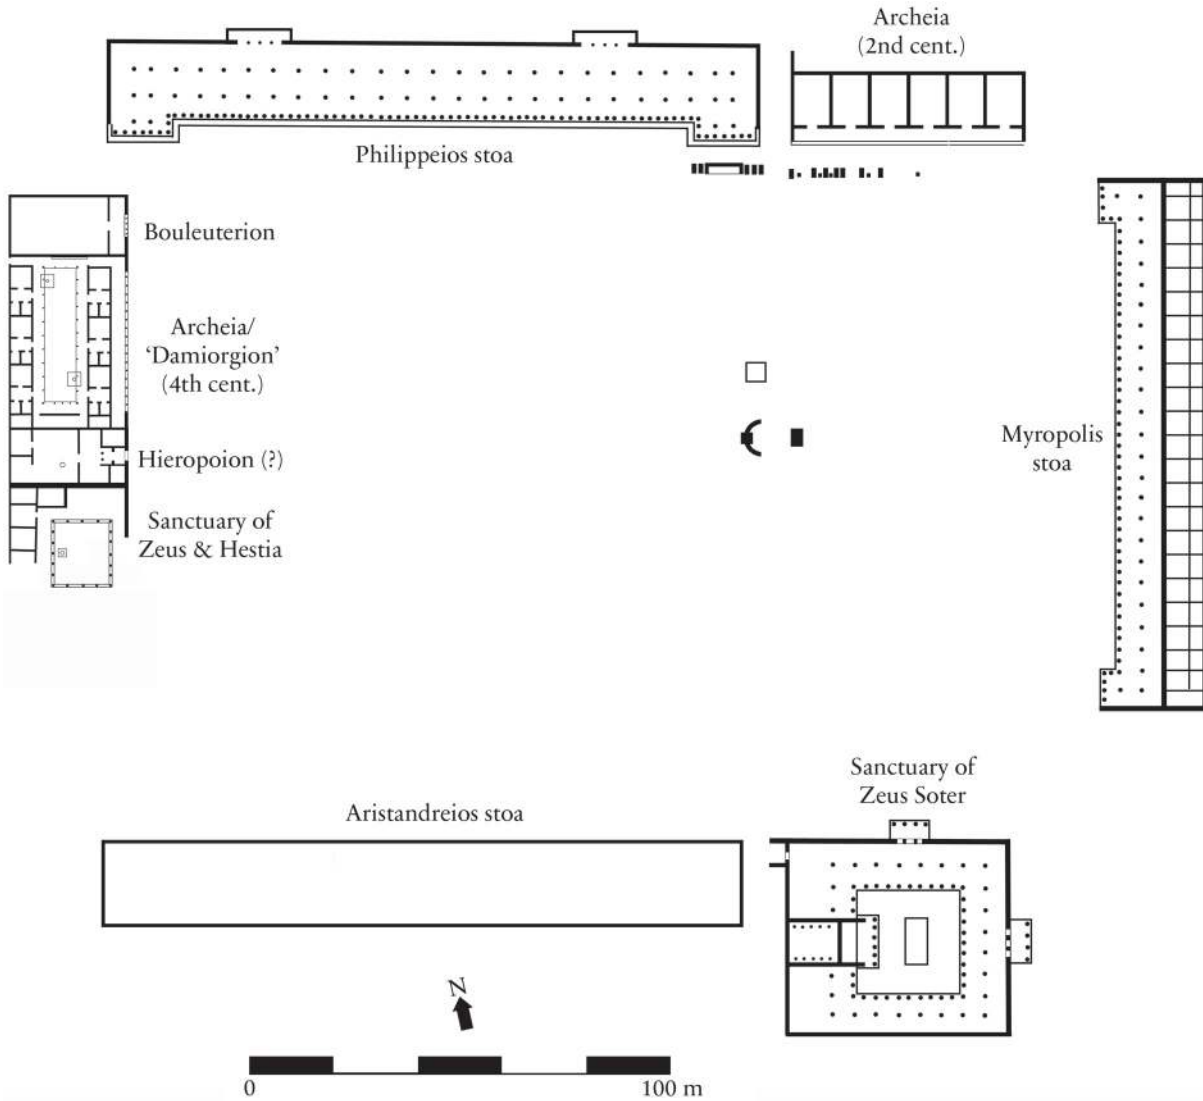 Archeia
(2nd cent.)
Philippeios stoa
Bouleuterion
Archeia/
‘Damiorgion’
(4th cent.)
Hieropoion (?)
Myropolis
stoa
Sanctuary of
Zeus & Hestia
Sanctuary of
Zeus Soter
Aristandreios stoa
N
0
100 m